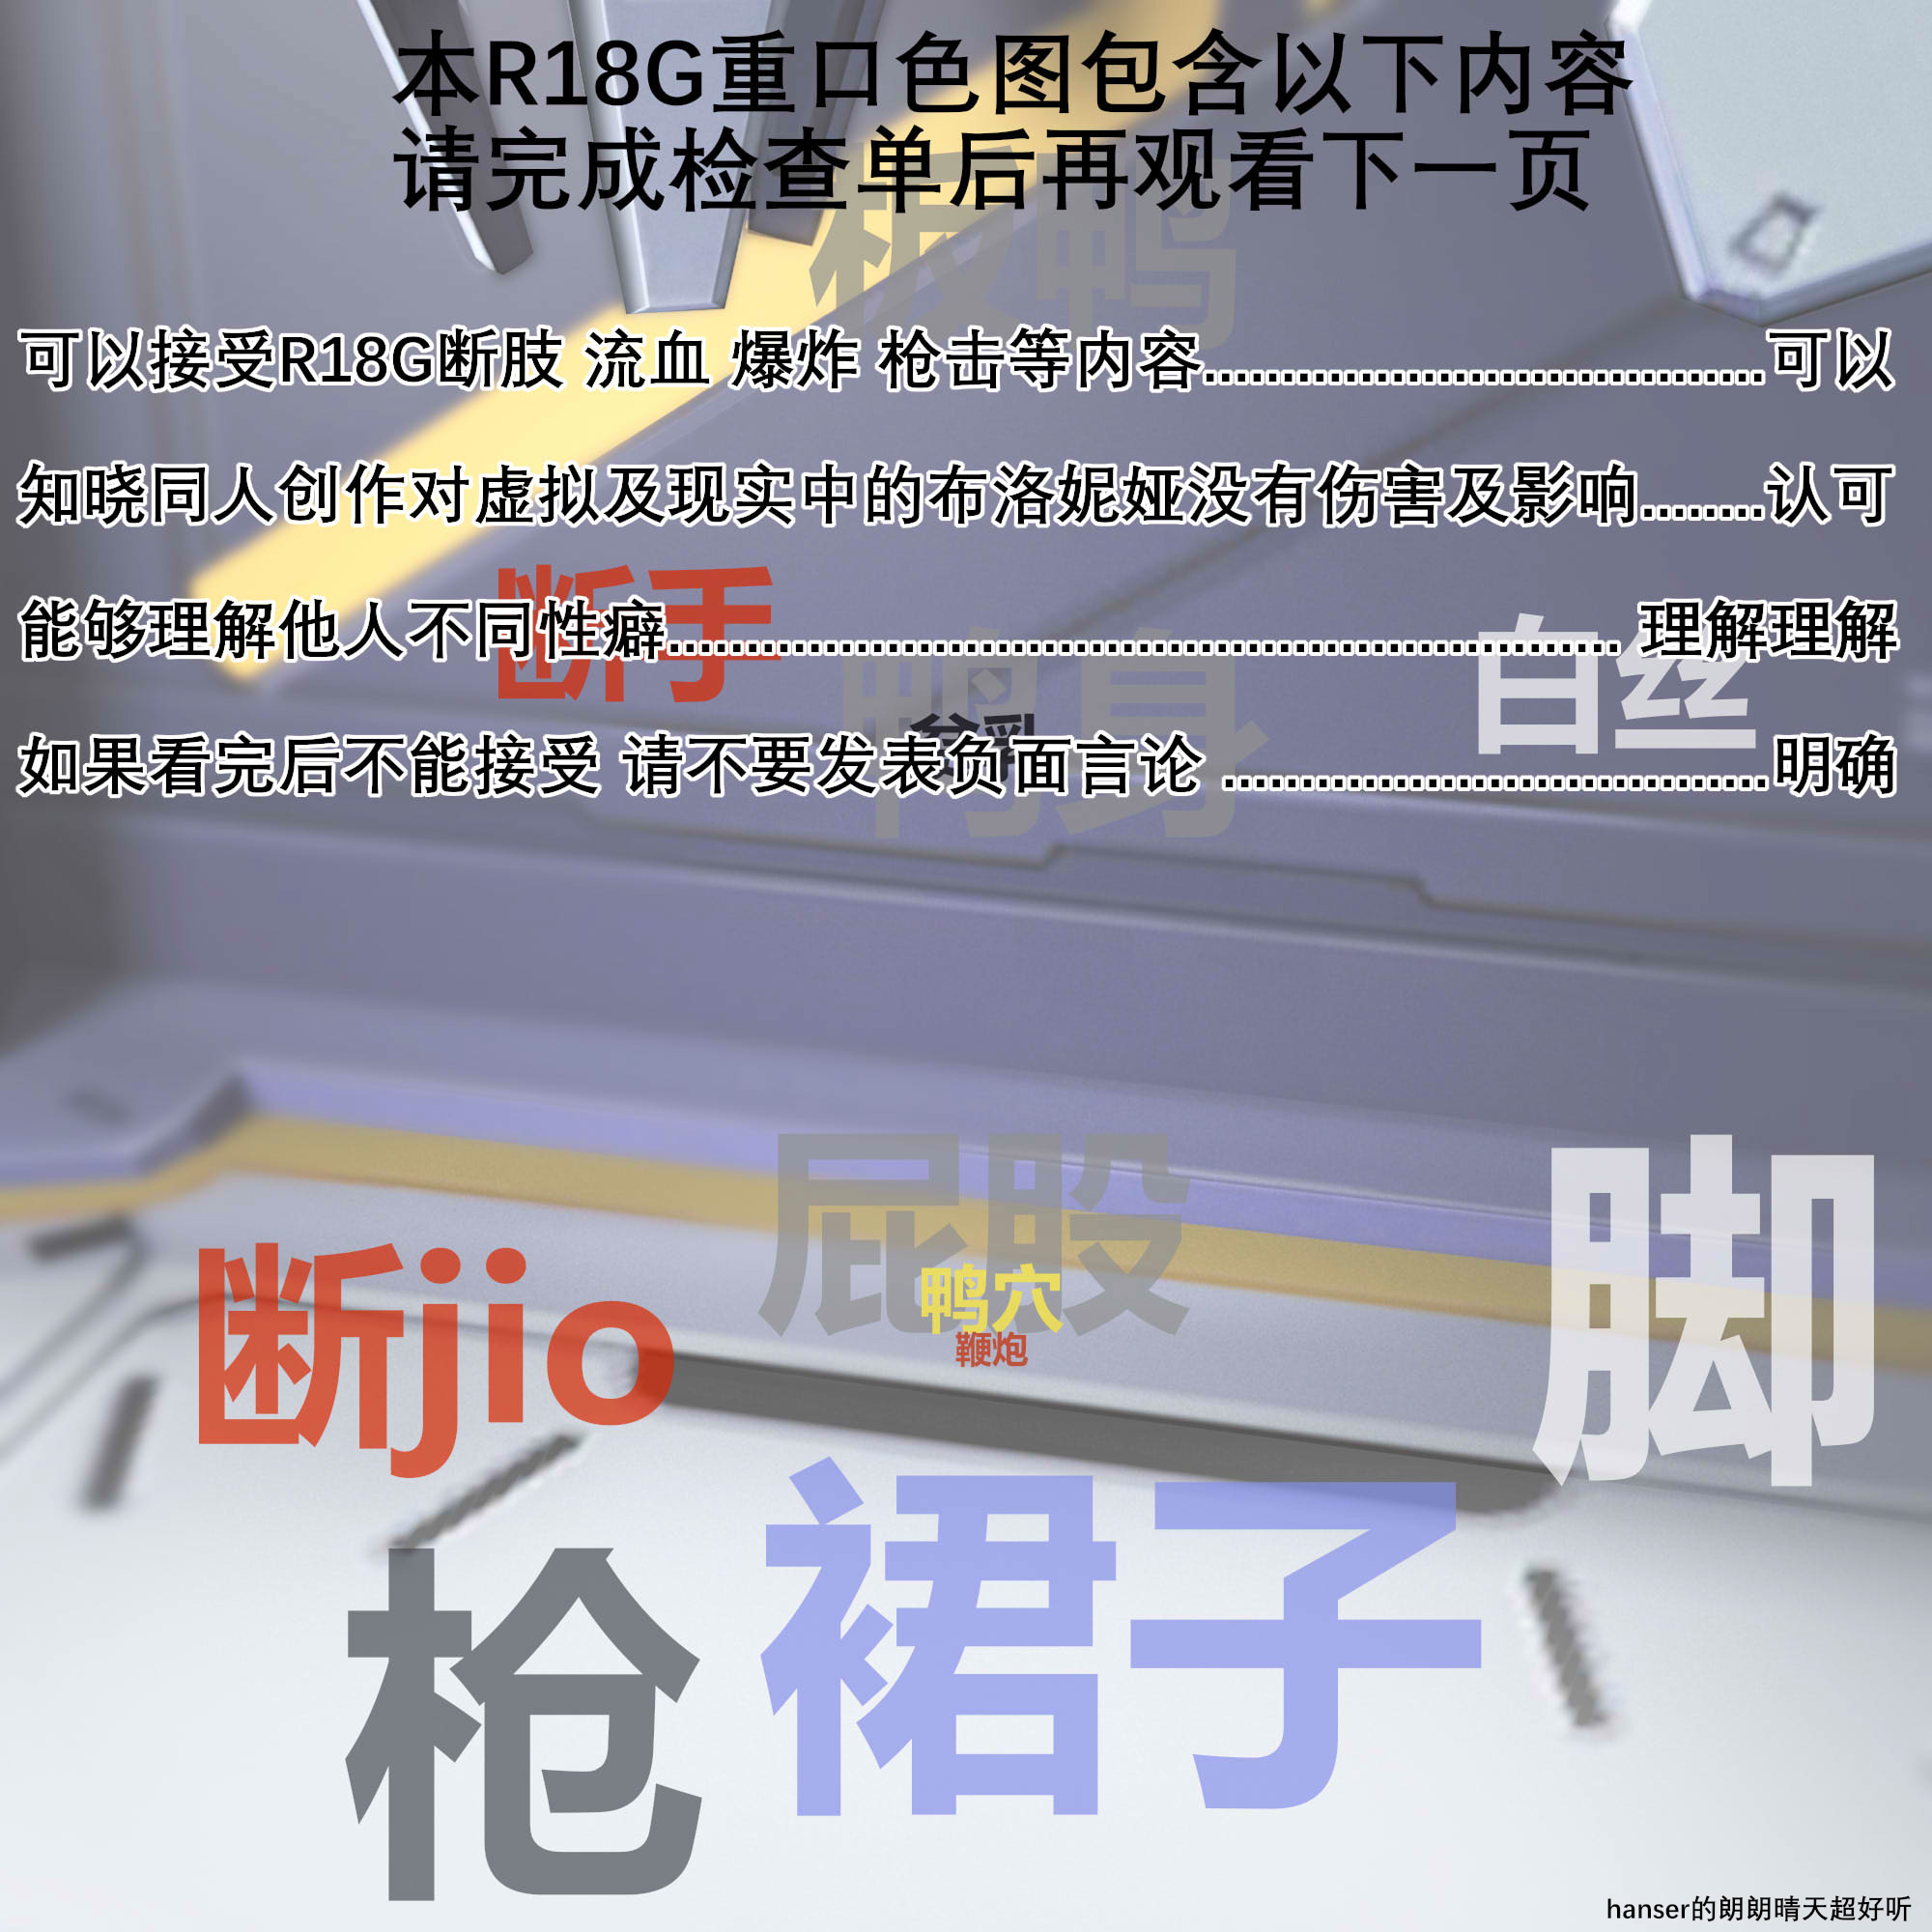 本R18G重口色图包含以下内容
请完成检查单后再观看下一页
板鸭
可以接受R18G断肢 流血 爆炸 枪击等内容....................................可以
知晓同人创作对虚拟及现实中的布洛妮娅没有伤害及影响........认可
断手
能够理解他人不同性癖............................................................. 理解理解
白丝
鸭身
贫乳
如果看完后不能接受 请不要发表负面言论 ...................................明确
屁股
脚
断jio
鸭穴
鞭炮
裙子
枪
hanser的朗朗晴天超好听